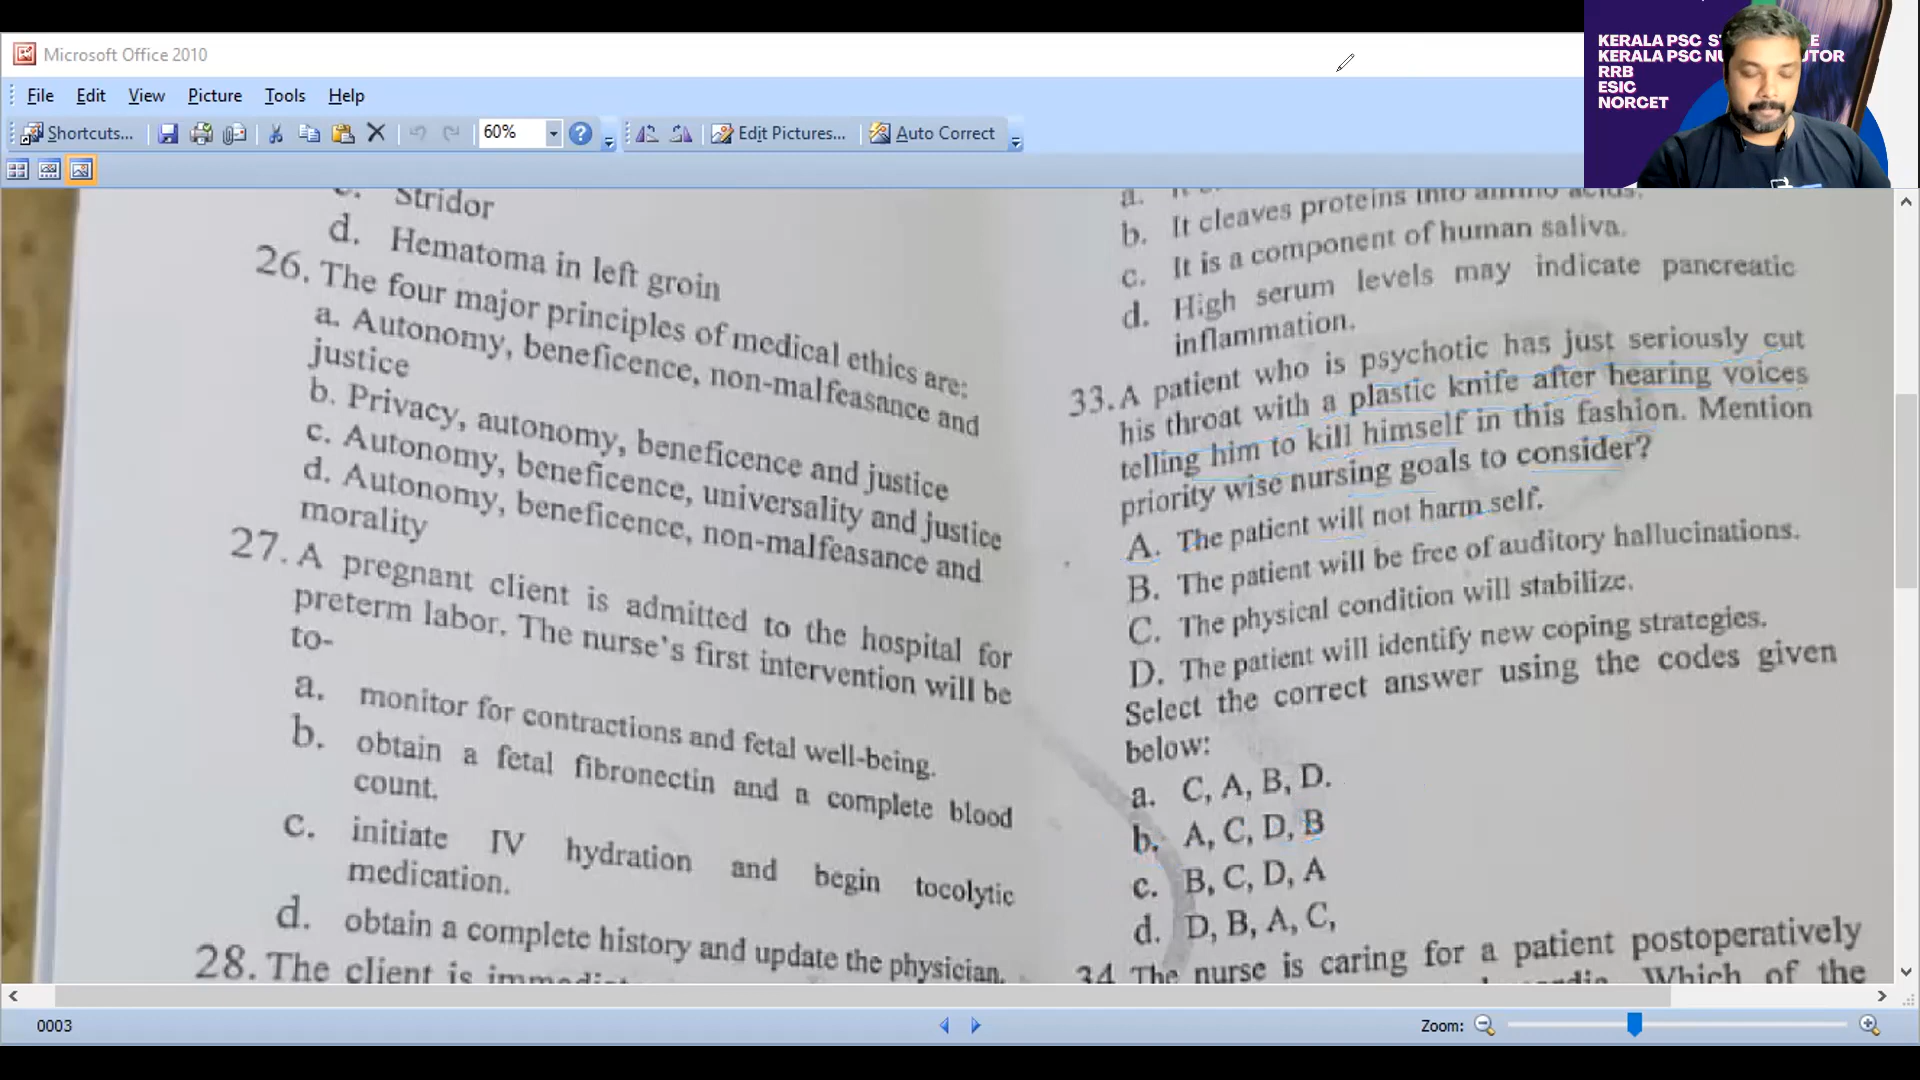 Microsoft Office 2010
File Edit View Picture Tools Help
Shortcuts... 60% Edit Pictures... Auto Correct
KERALA PSC
KERALA PSC
RRB
ESIC
NORCET
Stridor
d. Hematoma in left groin
26. The four major principles of medical ethics are:
a. Autonomy, beneficence, non-malfeasance and
justice
b. Privacy, autonomy, beneficence and justice
c. Autonomy, beneficence, universality and justice
d. Autonomy, beneficence, non-malfeasance and
morality
27. A pregnant client is admitted to the hospital for
preterm labor. The nurse's first intervention will be
to-
a. monitor for contractions and fetal well-being.
b. obtain a fetal fibronectin and a complete blood
count.
c. initiate IV hydration and begin tocolytic
medication.
d. obtain a complete history and update the physician.
28. The client is
a.
b. It cleaves proteins into amino acids.
c. It is a component of human saliva.
d. High serum levels may indicate pancreatic
inflammation.
33. A patient who is psychotic has just seriously cut
his throat with a plastic knife after hearing voices
telling him to kill himself in this fashion. Mention
priority wise nursing goals to consider?
A. The patient will not harm self.
B. The patient will be free of auditory hallucinations.
C. The physical condition will stabilize.
D. The patient will identify new coping strategies.
Select the correct answer using the codes given
below:
a. C, A, B, D.
b. A, C, D, B
c. B, C, D, A
d. D, B, A, C,
34 The nurse is caring for a patient postoperatively
Which of the
0003
Zoom: